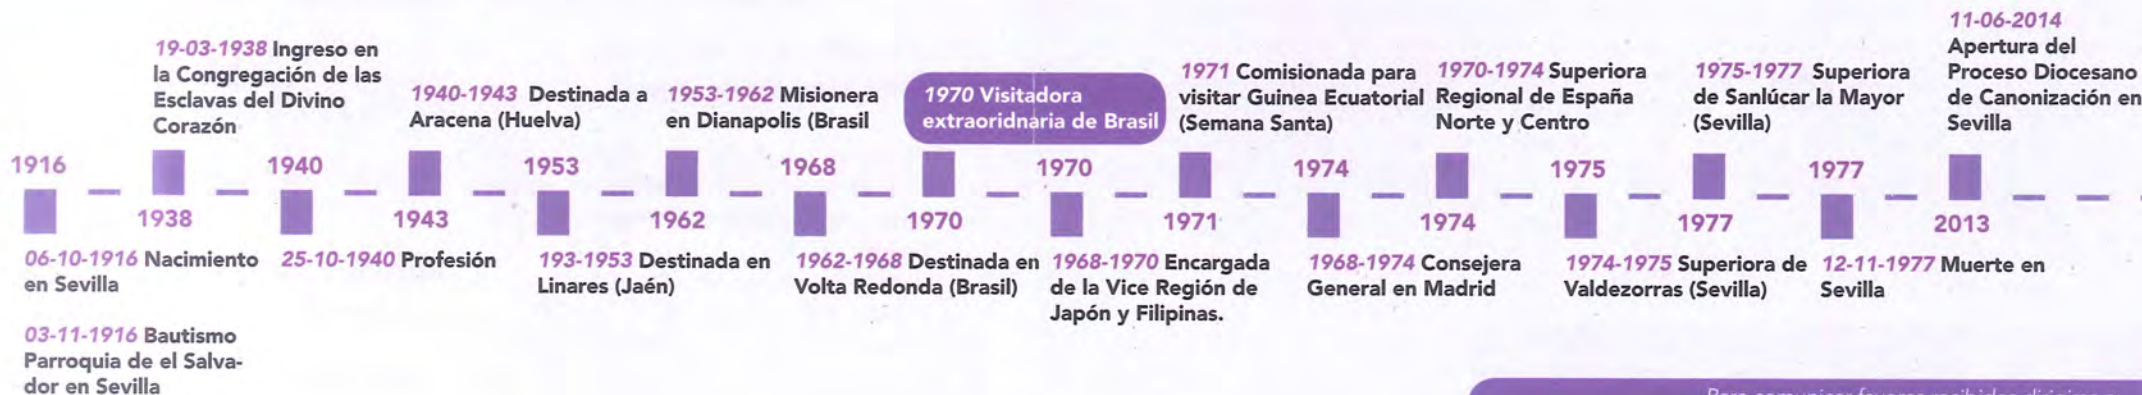 19-03-1938 Ingreso en
la Congregación de las
Esclavas del Divino
Corazón
1940-1943 Destinada a
Aracena (Huelva)
1953-1962 Misionera
en Dianapolis (Brasil
1970 Visitadora
extraoridnaria de Brasil
1971 Comisionada para
visitar Guinea Ecuatorial
(Semana Santa)
1970-1974 Superiora
Regional de España
Norte y Centro
1975-1977 Superiora
de Sanlúcar la Mayor
(Sevilla)
11-06-2014
Apertura del
Proceso Diocesano
de Canonización en
Sevilla
1916
1940
1953
1968
1970
1974
1975
1977
1938
1943
1962
1970
1971
1974
1977
2013
06-10-1916 Nacimiento
en Sevilla
03-11-1916 Bautismo
Parroquia de el Salva-
dor en Sevilla
25-10-1940 Profesión
193-1953 Destinada en
Linares (Jaén)
1962-1968 Destinada en
Volta Redonda (Brasil)
1968-1970 Encargada
de la Vice Región de
Japón y Filipinas.
1968-1974 Consejera
General en Madrid
1974-1975 Superiora de
Valdezorras (Sevilla)
12-11-1977 Muerte en
Sevilla